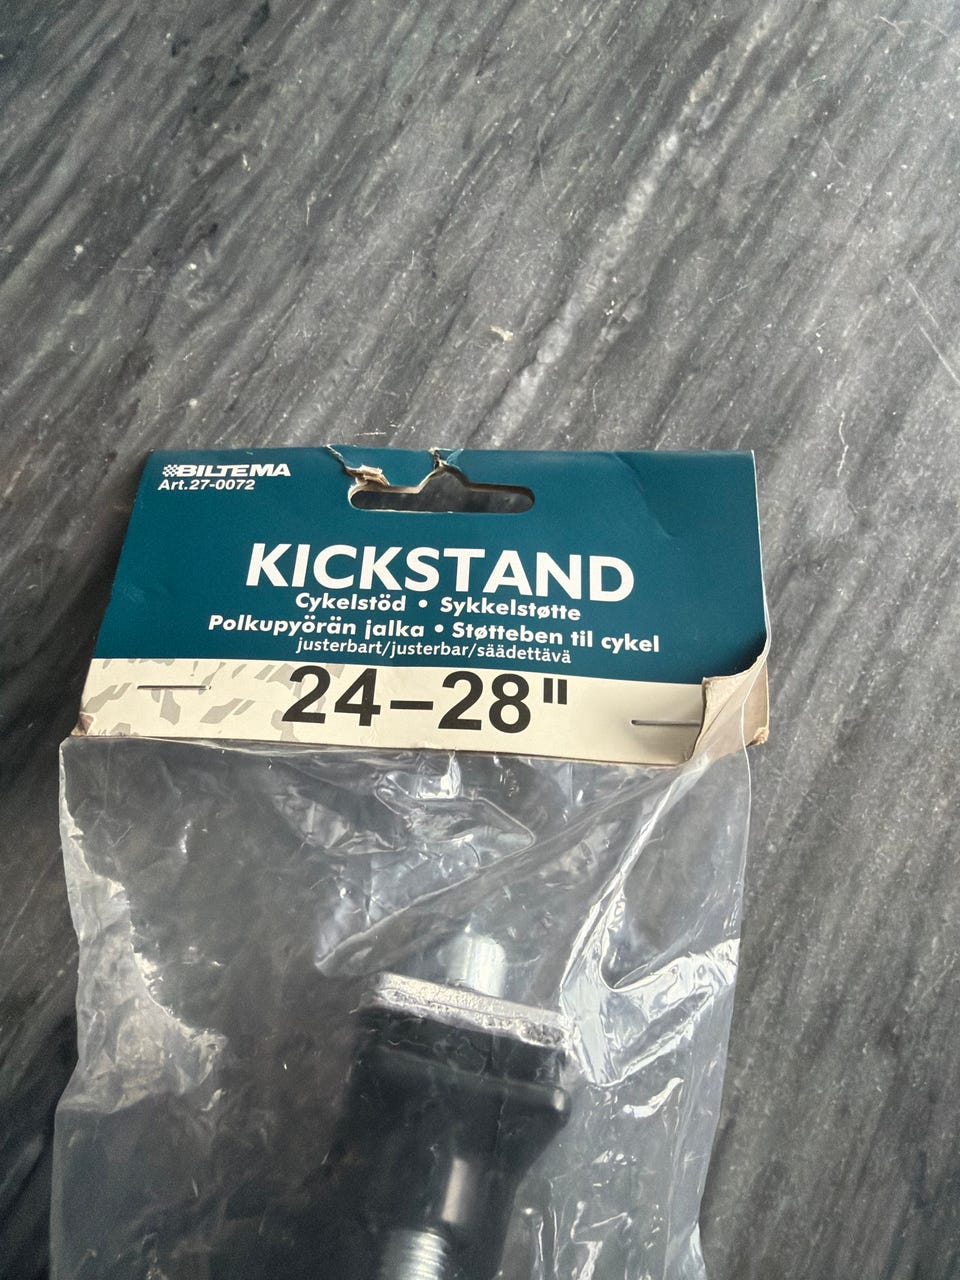 BILTEMA
Art.27-0072
KICKSTAND
Cykelstöd • Sykkelstøtte
Polkupyörän jalka • Støtteben til cykel
justerbart/justerbar/säädettävä
24–28"